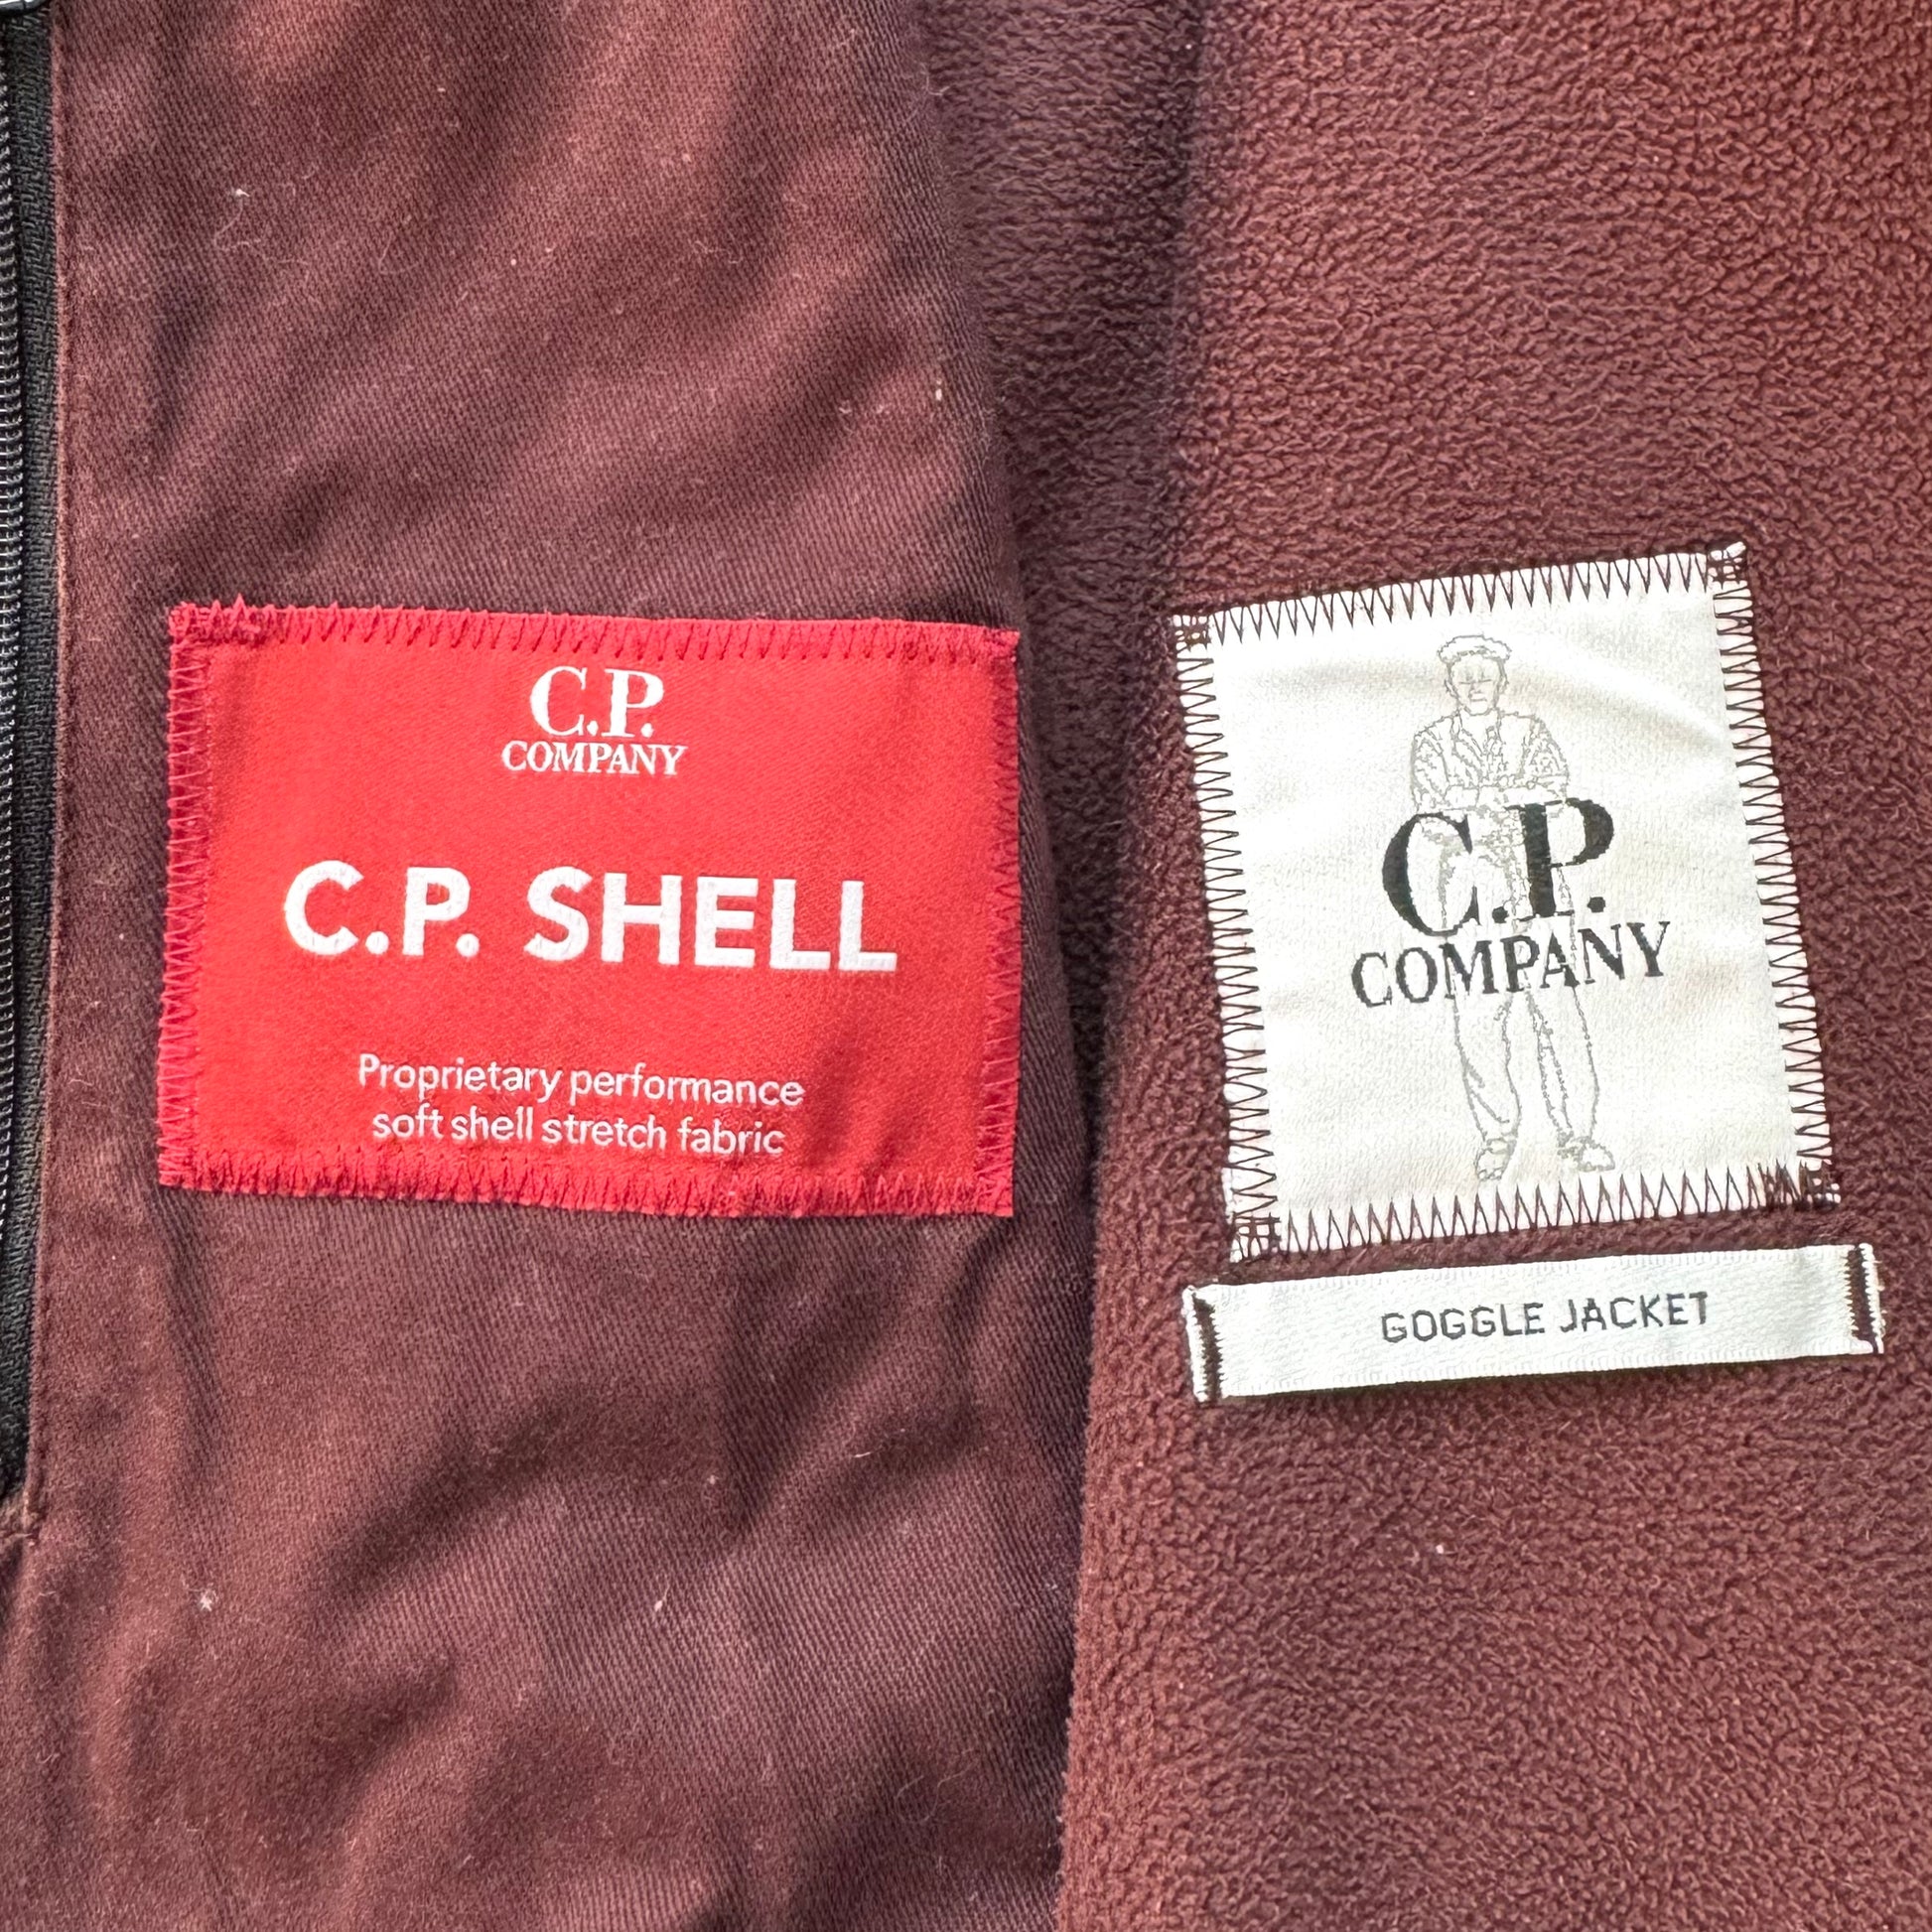 C.P.
COMPANY
C.P. SHELL
Proprietary performance
soft shell stretch fabric
C.P.
COMPANY
GOGGLE JACKET